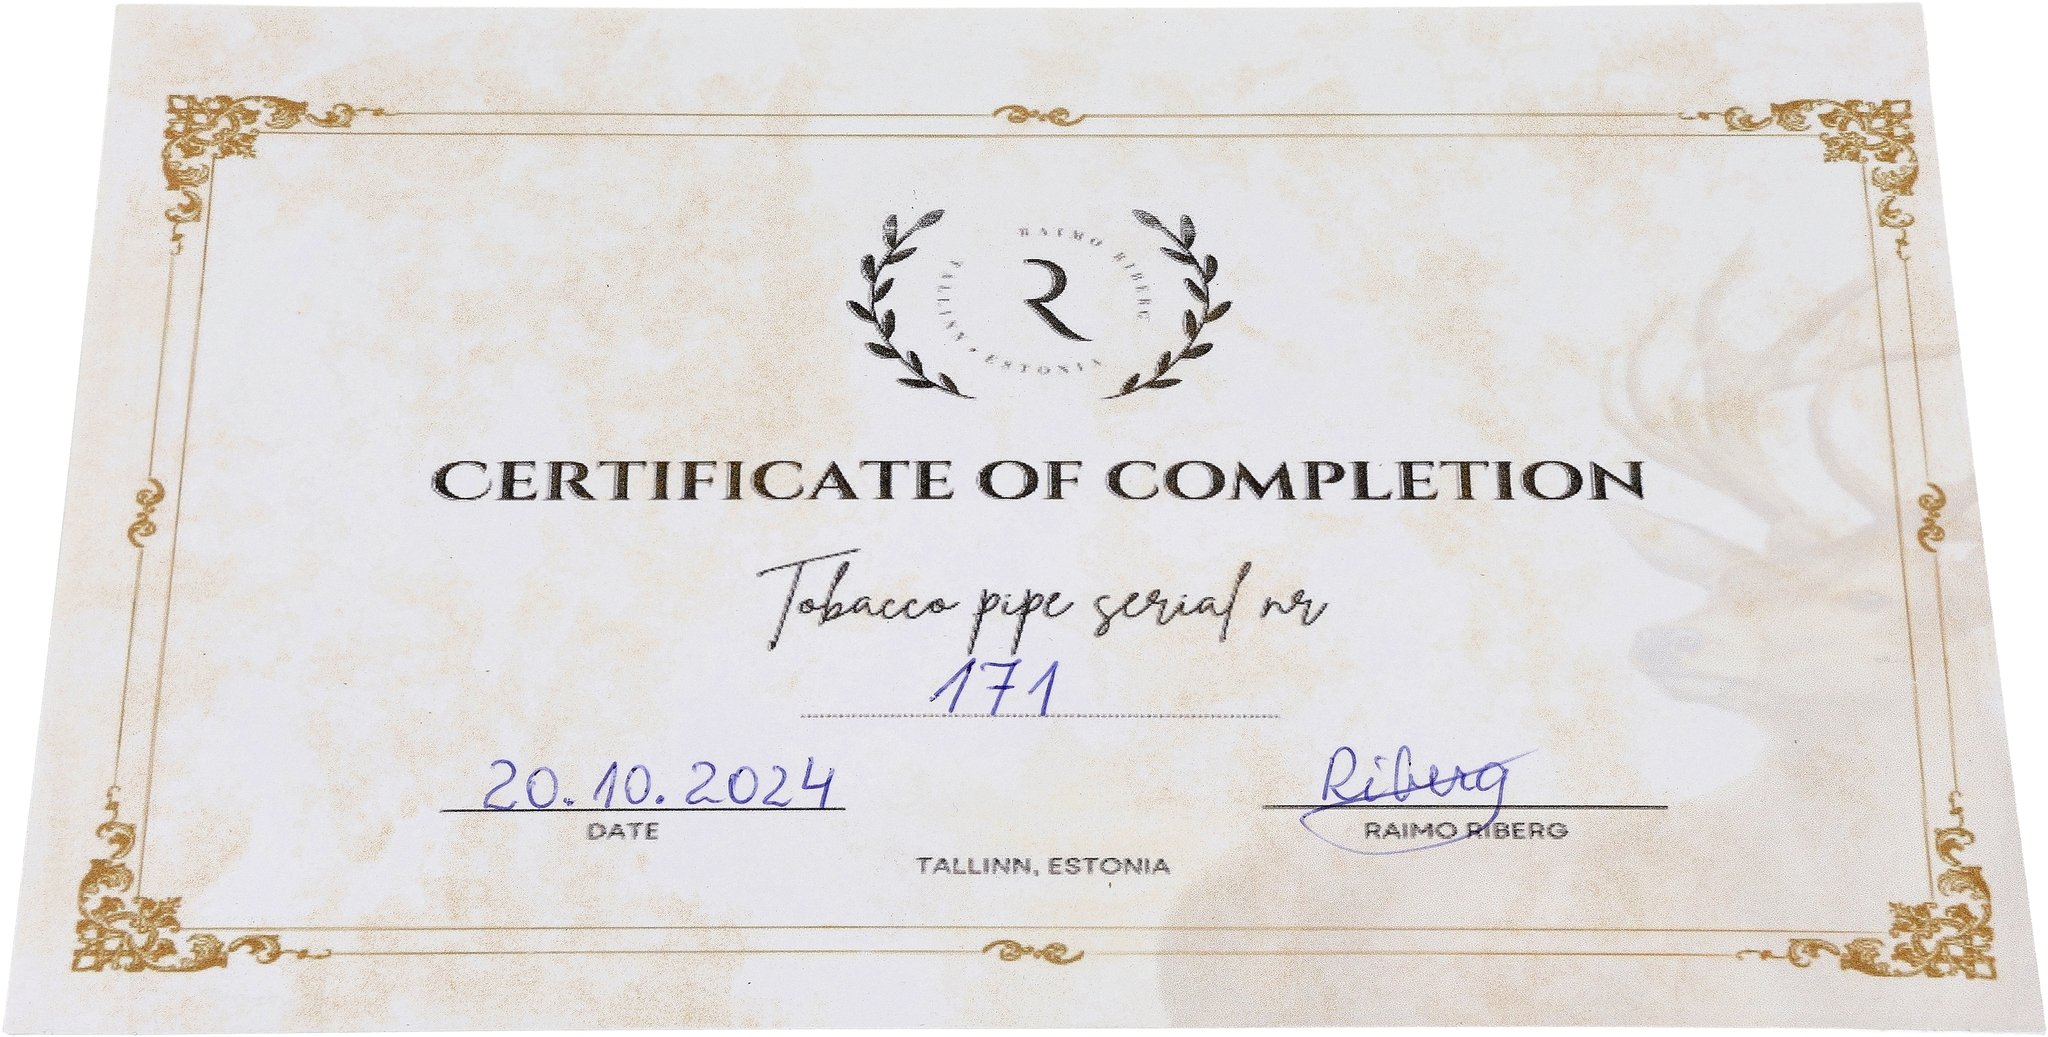 RAIMO RIBERG
TALLINN • ESTONIA
R
CERTIFICATE OF COMPLETION
Tobacco pipe serial nr
171
20.10.2024
Riberg
DATE
RAIMO RIBERG
TALLINN, ESTONIA